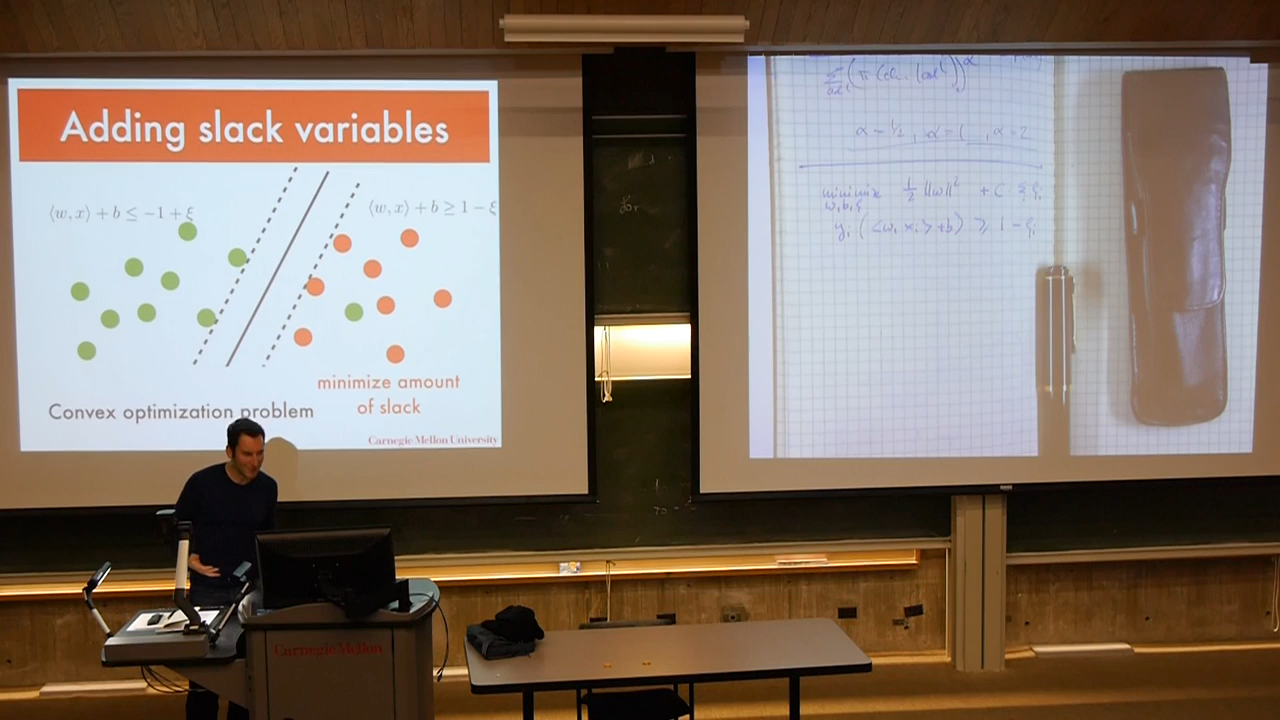 Adding slack variables
⟨w, x⟩ + b ≤ −1 + ξ
⟨w, x⟩ + b ≥ 1 − ξ
minimize amount
of slack
Convex optimization problem
Carnegie Mellon University
α = 1/2 , α = 1 , α = 2
minimize 1/2 ||w||² + C Σ ξᵢ
w, b, ξ
yᵢ (<w, xᵢ> + b) ≥ 1 − ξᵢ
Carnegie Mellon